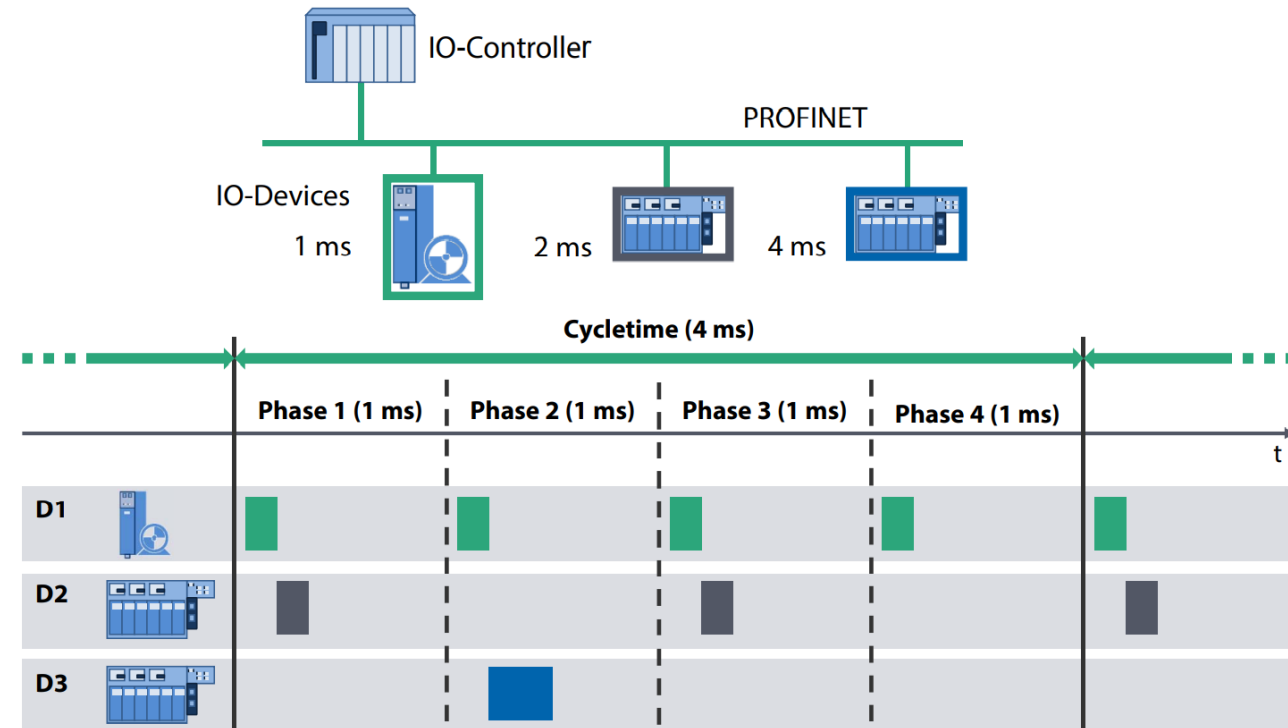 IO-Controller
PROFINET
IO-Devices
1 ms
2 ms
4 ms
Cycletime (4 ms)
Phase 1 (1 ms)
Phase 2 (1 ms)
Phase 3 (1 ms)
Phase 4 (1 ms)
t
D1
D2
D3